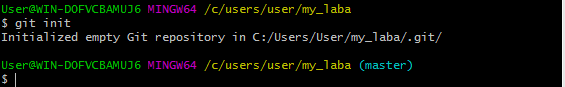 User@WIN-DOFVCBAMUJ6 MINGW64 /c/users/user/my_laba
$ git init
Initialized empty Git repository in C:/Users/User/my_laba/.git/
User@WIN-DOFVCBAMUJ6 MINGW64 /c/users/user/my_laba (master)
$